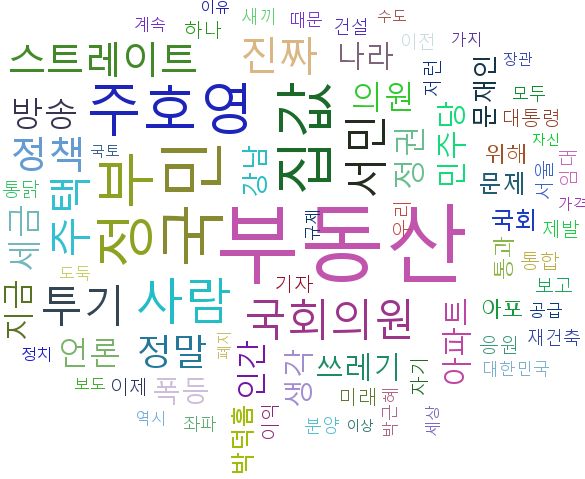 이유
계속
새끼
때문
수도
하나
건설
이전
가지
스트레이트
진짜
나라
저런
장관
주호영
집값
의원
문재인
모두
방송
서민
민주당
대통령
정책
국토
강남
정권
위해
자신
통닭
주택
정부
국민
문제
서울
임대
세금
부동산
규제
우리
국회
제발
가격
도둑
통과
통합
지금
투기
사람
기자
보고
국회의원
아파트
아포
공급
정치
언론
정말
폐지
인간
생각
쓰레기
응원
재건축
보도
이제
폭등
자기
대한민국
미래
박근혜
역시
좌파
박덕흠
이익
분양
이상
세상